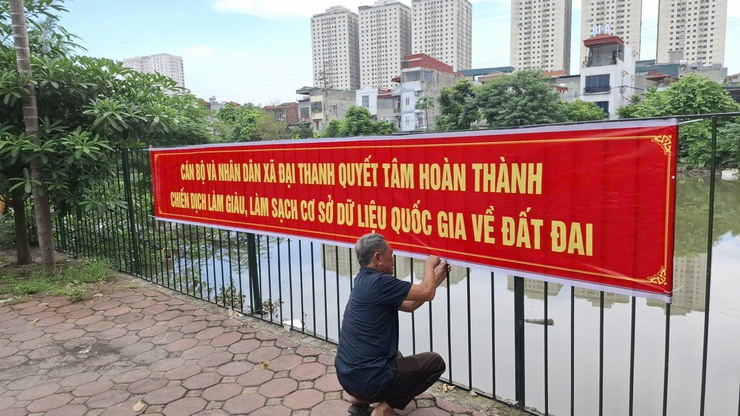 CÁN BỘ VÀ NHÂN DÂN XÃ ĐẠI THANH QUYẾT TÂM HOÀN THÀNH
CHIẾN DỊCH LÀM GIÀU, LÀM SẠCH CƠ SỞ DỮ LIỆU QUỐC GIA VỀ ĐẤT ĐAI